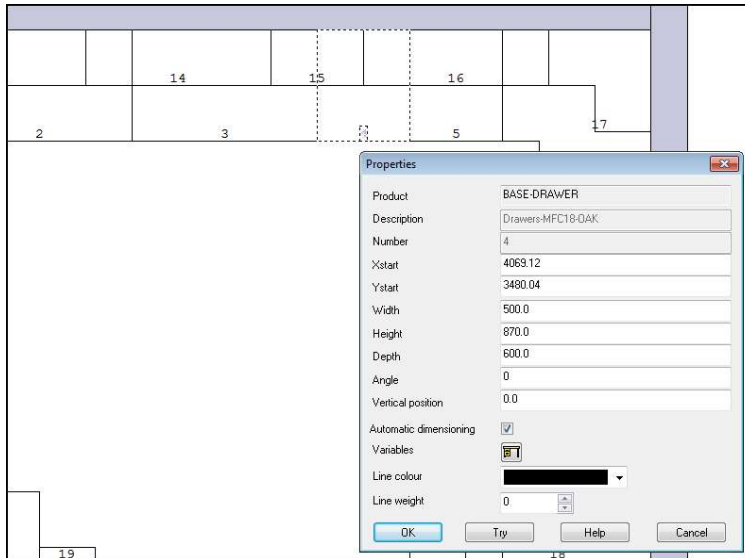 14 15 16
17
2 3 4 5
Properties
Product BASE-DRAWER
Description Drawers-MFC18-OAK
Number 4
Xstart 4069.12
Ystart 3480.04
Width 500.0
Height 870.0
Depth 600.0
Angle 0
Vertical position 0.0
Automatic dimensioning
Variables
Line colour
Line weight 0
OK Try Help Cancel
19 18